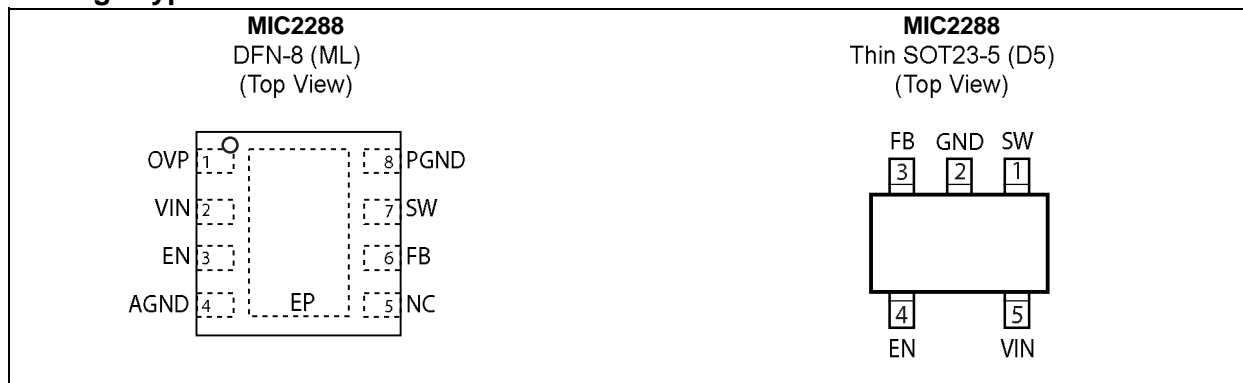 MIC2288
DFN-8 (ML)
(Top View)
OVP 1 8 PGND
VIN 2 7 SW
EN 3 6 FB
AGND 4 EP 5 NC
MIC2288
Thin SOT23-5 (D5)
(Top View)
FB GND SW
3 2 1
4 5
EN VIN